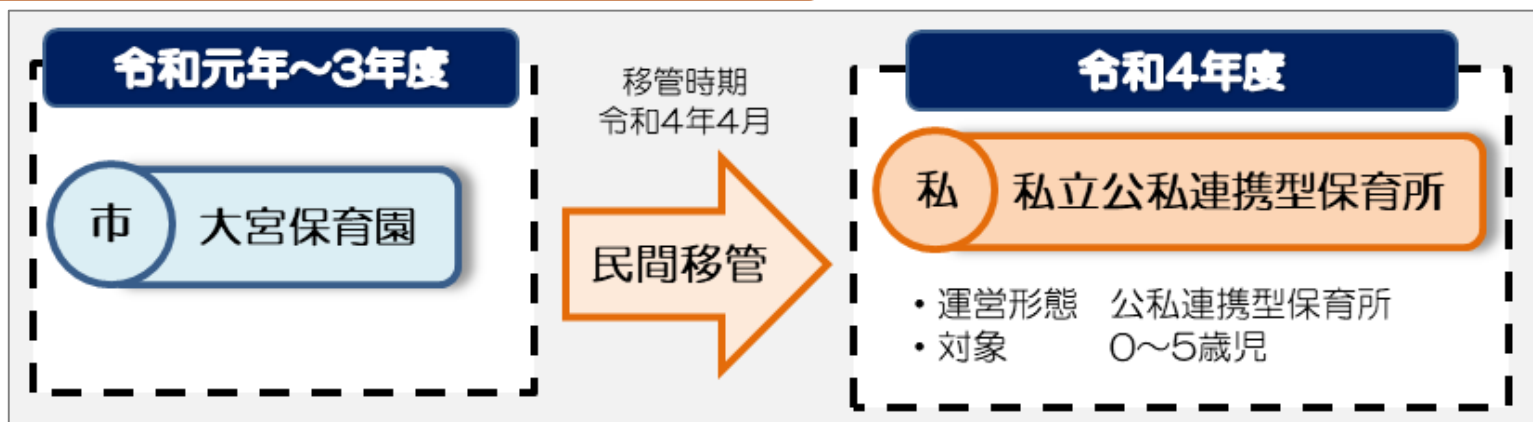 令和元年～3年度
市 大宮保育園
移管時期
令和4年4月
民間移管
令和4年度
私 私立公私連携型保育所
・運営形態 公私連携型保育所
・対象 0～5歳児